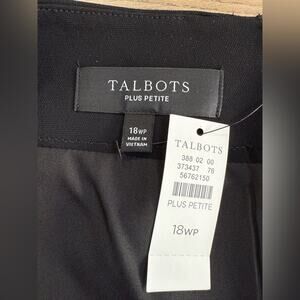 TALBOTS
PLUS PETITE
18WP
MADE IN
VIETNAM
TALBOTS
388 02 00
373437 76
56762150
PLUS PETITE
18WP